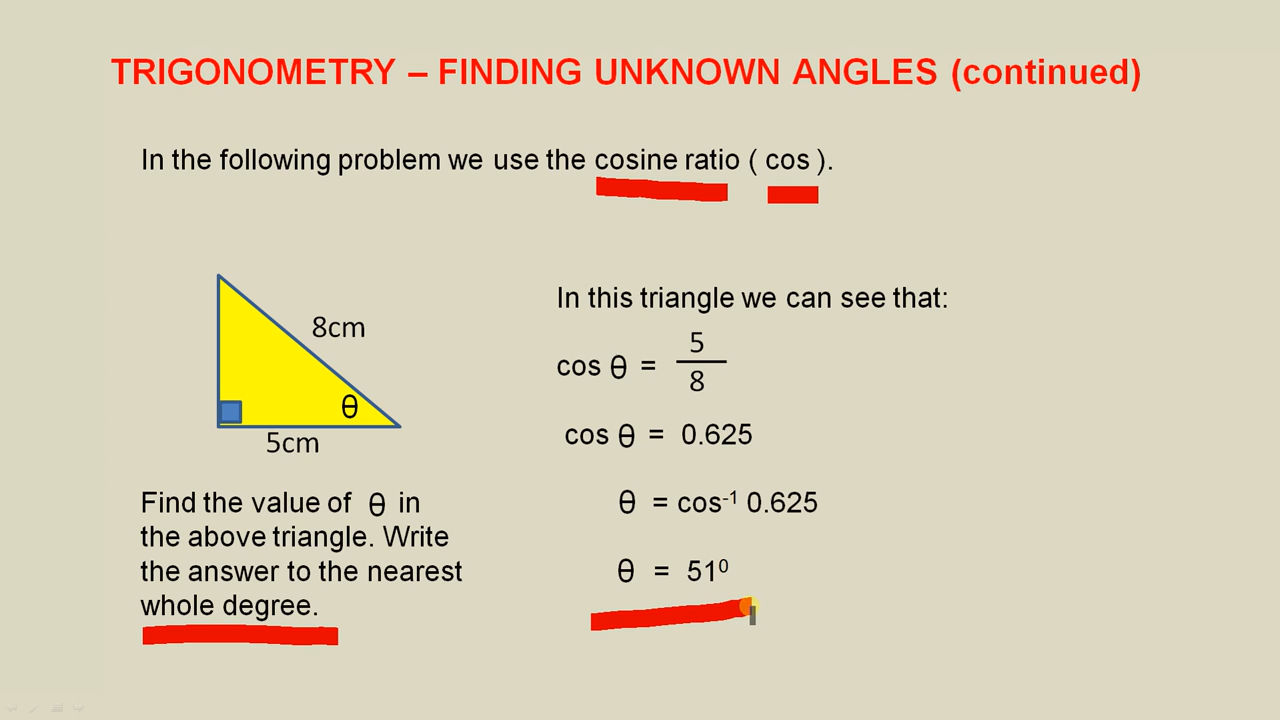 TRIGONOMETRY – FINDING UNKNOWN ANGLES (continued)
In the following problem we use the cosine ratio ( cos ).
8cm
θ
5cm
Find the value of θ in
the above triangle. Write
the answer to the nearest
whole degree.
In this triangle we can see that:
cos θ = 5/8
cos θ = 0.625
θ = cos⁻¹ 0.625
θ = 51⁰